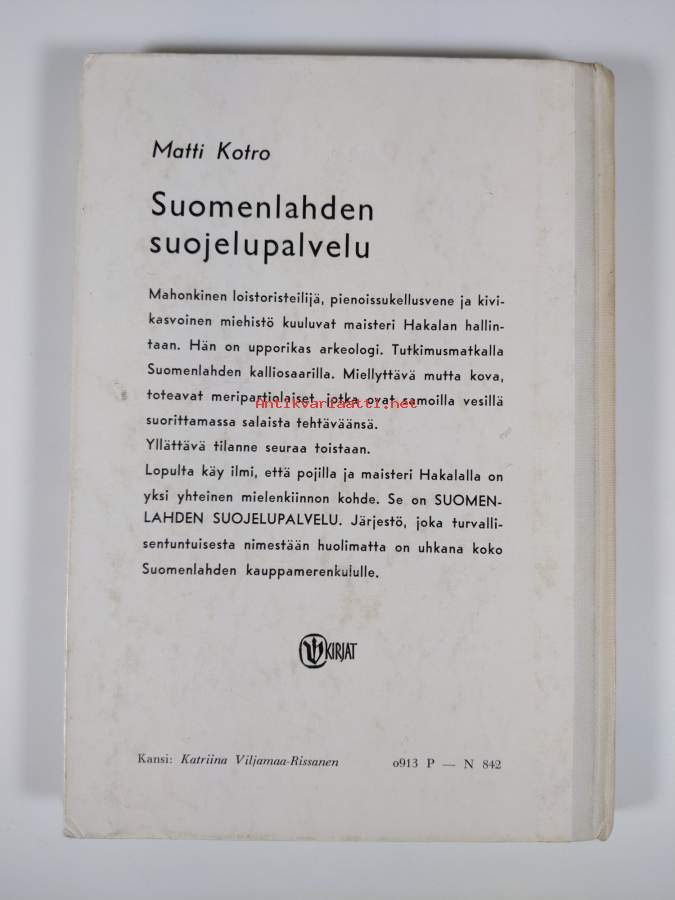 Matti Kotro
Suomenlahden
suojelupalvelu
Mahonkinen loistoristeilijä, pienoissukellusvene ja kivi-
kasvoinen miehistö kuuluvat maisteri Hakalan hallin-
taan. Hän on upporikas arkeologi. Tutkimusmatkalla
Suomenlahden kalliosaarilla. Miellyttävä mutta kova,
toteavat meripartiolaiset, jotka ovat samoilla vesillä
Antikvariaatti.net
suorittamassa salaista tehtäväänsä.
Yllättävä tilanne seuraa toistaan.
Lopulta käy ilmi, että pojilla ja maisteri Hakalalla on
yksi yhteinen mielenkiinnon kohde. Se on SUOMEN-
LAHDEN SUOJELUPALVELU. Järjestö, joka turvalli-
sentuntuisesta nimestään huolimatta on uhkana koko
Suomenlahden kauppamerenkululle.
KIRJAT
Kansi: Katriina Viljamaa-Rissanen o913 P — N 842